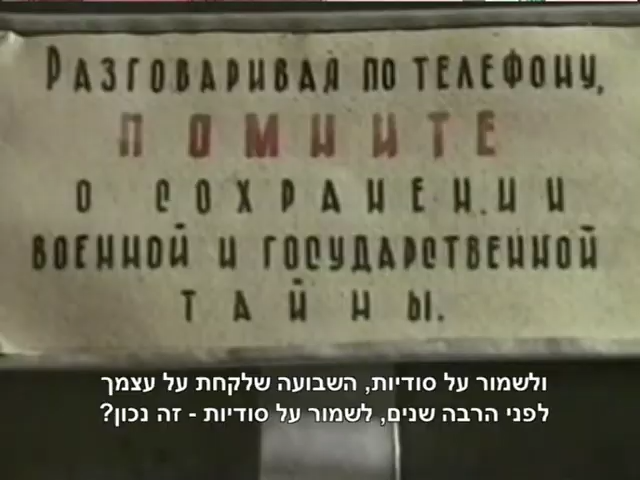 Разговаривая по телефону,
помните
о сохранении
военной и государственной
тайны.
ולשמור על סודיות, השבועה שלקחת על עצמך
לפני הרבה שנים, לשמור על סודיות - זה נכון?